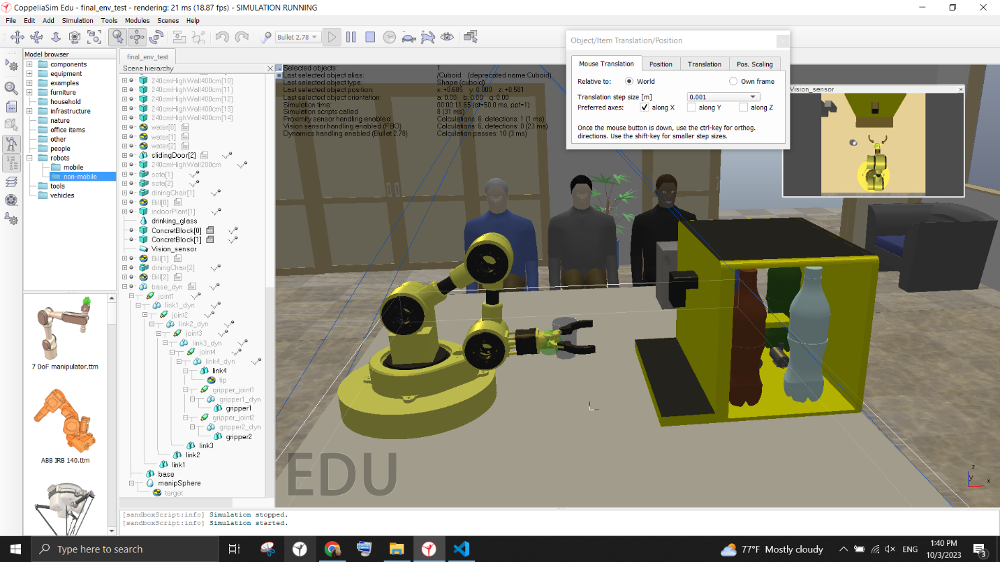 CoppeliaSim Edu - final_env_test - rendering: 21 ms (18.87 fps) - SIMULATION RUNNING
File Edit Add Simulation Tools Modules Scenes Help
Bullet 2.78
Model browser
components
equipment
examples
furniture
household
infrastructure
nature
office items
other
people
robots
mobile
non-mobile
tools
vehicles
7 DoF manipulator.ttm
ABB IRB 140.ttm
final_env_test
Scene hierarchy
240cmHighWall400cm[10]
240cmHighWall400cm[11]
240cmHighWall400cm[12]
240cmHighWall400cm[13]
240cmHighWall400cm[14]
water[0]
water[1]
water[2]
slidingDoor[2]
240cmHighWall200cm
sofa[1]
sofa[2]
diningChair[1]
Bill[0]
indoorPlant[1]
drinking_glass
ConcretBlock[0]
ConcretBlock[1]
Vision_sensor
Bill[1]
diningChair[2]
Bill[2]
base_dyn
joint1
link1_dyn
joint2
link2_dyn
joint3
link3_dyn
joint4
link4_dyn
link4
tip
gripper_joint1
gripper1_dyn
gripper1
gripper_joint2
gripper2_dyn
gripper2
link3
link2
link1
base
manipSphere
target
Selected objects: 1
Last selected object alias: /Cuboid (deprecated name:Cuboid)
Last selected object type: Shape (cuboid)
Last selected object position: x: +0.685 y: 0.000 z: +0.581
Last selected object orientation: a: 0.00 b: 0.00 g: 0.00
Simulation time: 00:00:11.65 (dt=50.0 ms, ppf=1)
Simulation scripts called 8 (31 ms)
Proximity sensor handling enabled Calculations: 6, detections: 1 (1 ms)
Vision sensor handling enabled (FBO) Calculations: 6, detections: 0 (23 ms)
Dynamics handling enabled (Bullet 2.78) Calculation passes: 10 (3 ms)
Object/Item Translation/Position
Mouse Translation Position Translation Pos. Scaling
Relative to: World Own frame
Translation step size [m] 0.001
Preferred axes: along X along Y along Z
Once the mouse button is down, use the ctrl-key for orthog.
directions. Use the shift-key for smaller step sizes.
Vision_sensor
EDU
z
y
x
[sandboxScript:info] Simulation stopped.
[sandboxScript:info] Simulation started.
Type here to search
77°F Mostly cloudy
ENG
1:40 PM
10/3/2023
3